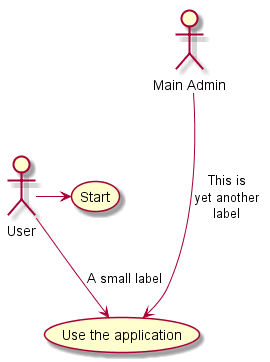 Main Admin
This is
yet another
label
Start
User
A small label
Use the application